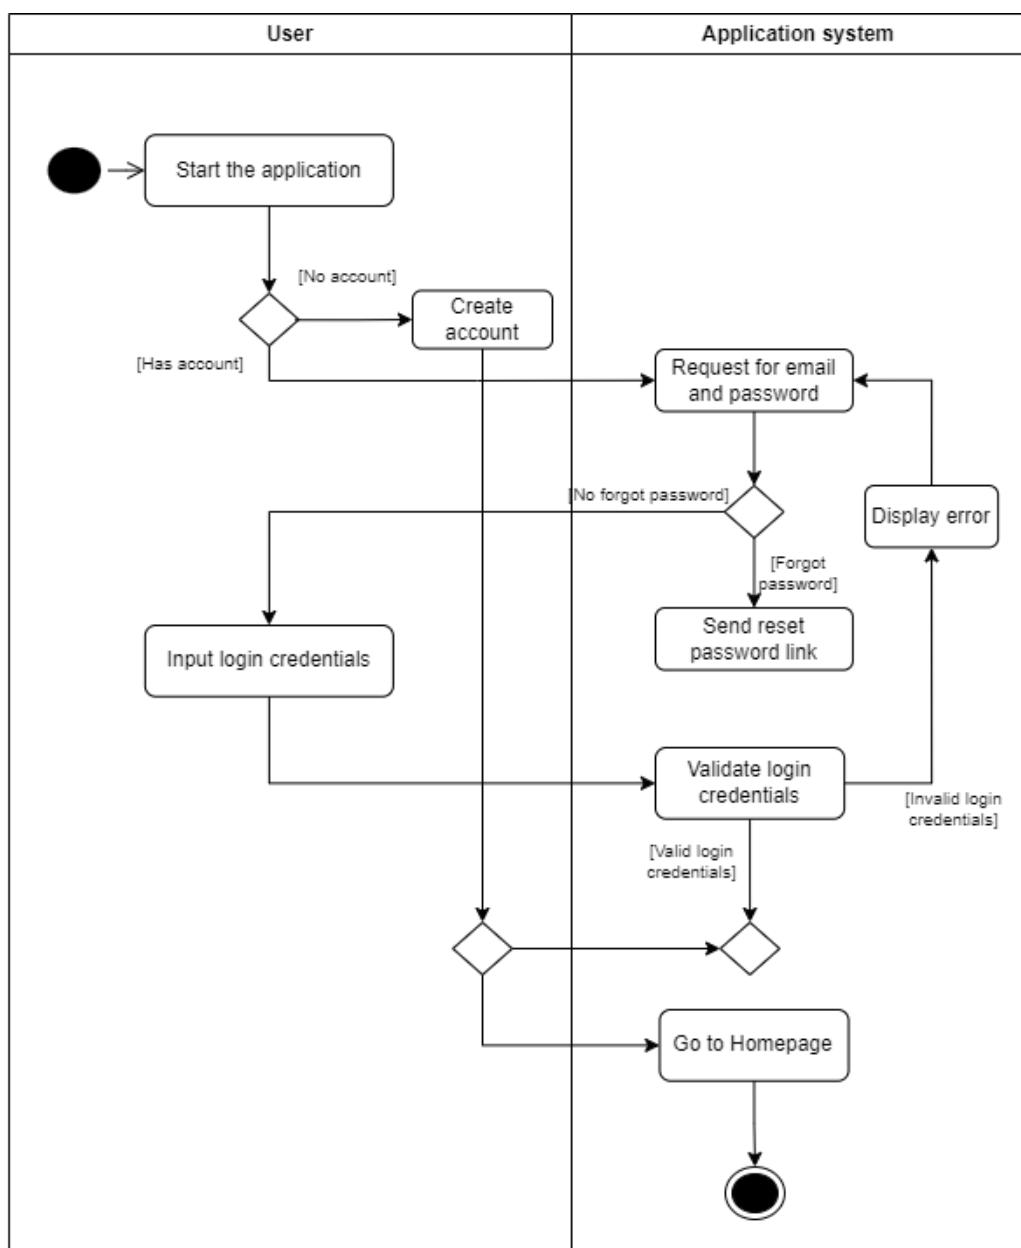 User
Application system
Start the application
[No account]
Create
account
[Has account]
Request for email
and password
[No forgot password]
Display error
[Forgot
password]
Send reset
password link
Input login credentials
Validate login
credentials
[Invalid login
credentials]
[Valid login
credentials]
Go to Homepage